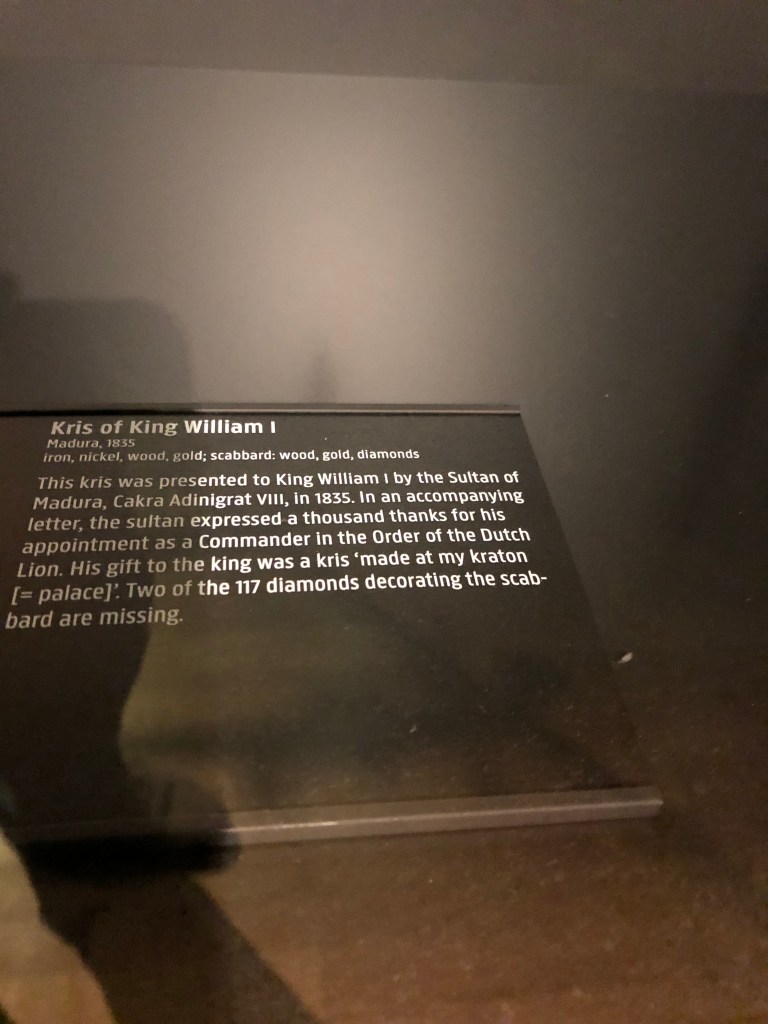 Kris of King William I
Madura, 1835
iron, nickel, wood, gold; scabbard: wood, gold, diamonds
This kris was presented to King William I by the Sultan of
Madura, Cakra Adinigrat VIII, in 1835. In an accompanying
letter, the sultan expressed a thousand thanks for his
appointment as a Commander in the Order of the Dutch
Lion. His gift to the king was a kris ‘made at my kraton
[= palace]’. Two of the 117 diamonds decorating the scab-
bard are missing.